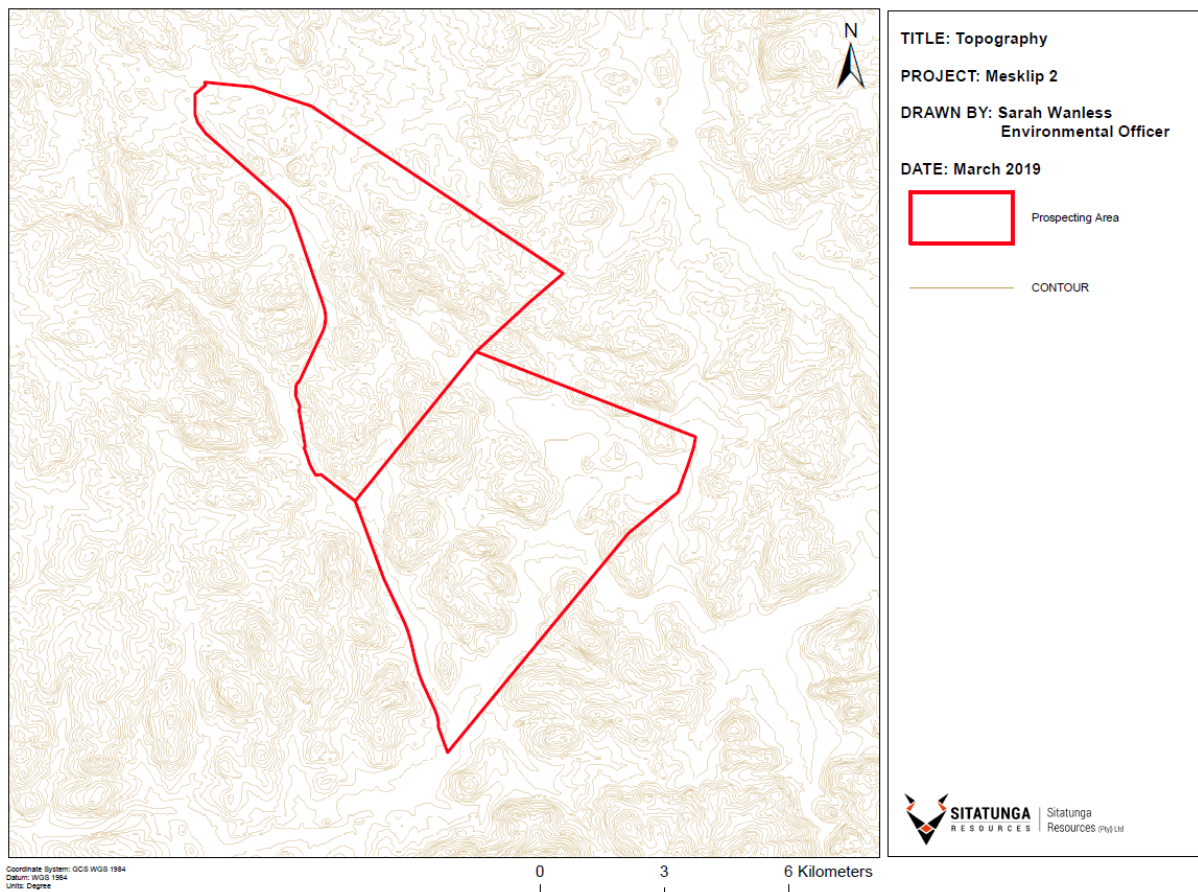 N
TITLE: Topography
PROJECT: Mesklip 2
DRAWN BY: Sarah Wanless
Environmental Officer
DATE: March 2019
Prospecting Area
CONTOUR
SITATUNGA
RESOURCES
Sitatunga
Resources (Pty) Ltd
Coordinate System: GCS WGS 1984
Datum: WGS 1984
Units: Degree
0 3 6 Kilometers